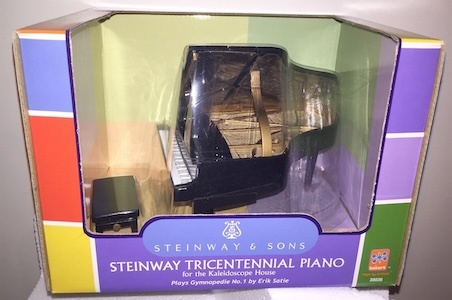 STEINWAY & SONS
STEINWAY TRICENTENNIAL PIANO
for the Kaleidoscope House
Plays Gymnopedie No.1 by Erik Satie